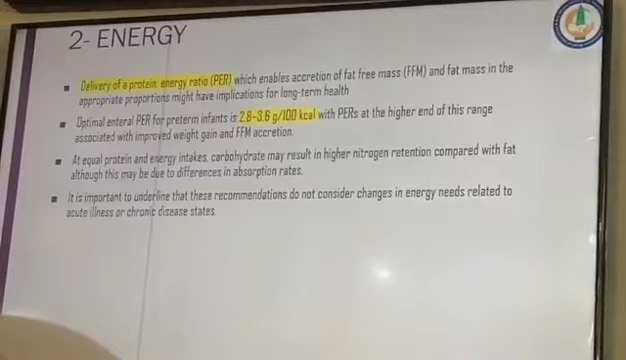 2- ENERGY
▪ Delivery of a protein: energy ratio (PER) which enables accretion of fat free mass (FFM) and fat mass in the
appropriate proportions might have implications for long-term health
▪ Optimal enteral PER for preterm infants is 2.8–3.6 g/100 kcal with PERs at the higher end of this range
associated with improved weight gain and FFM accretion.
▪ At equal protein and energy intakes, carbohydrate may result in higher nitrogen retention compared with fat
although this may be due to differences in absorption rates.
▪ It is important to underline that these recommendations do not consider changes in energy needs related to
acute illness or chronic disease states.